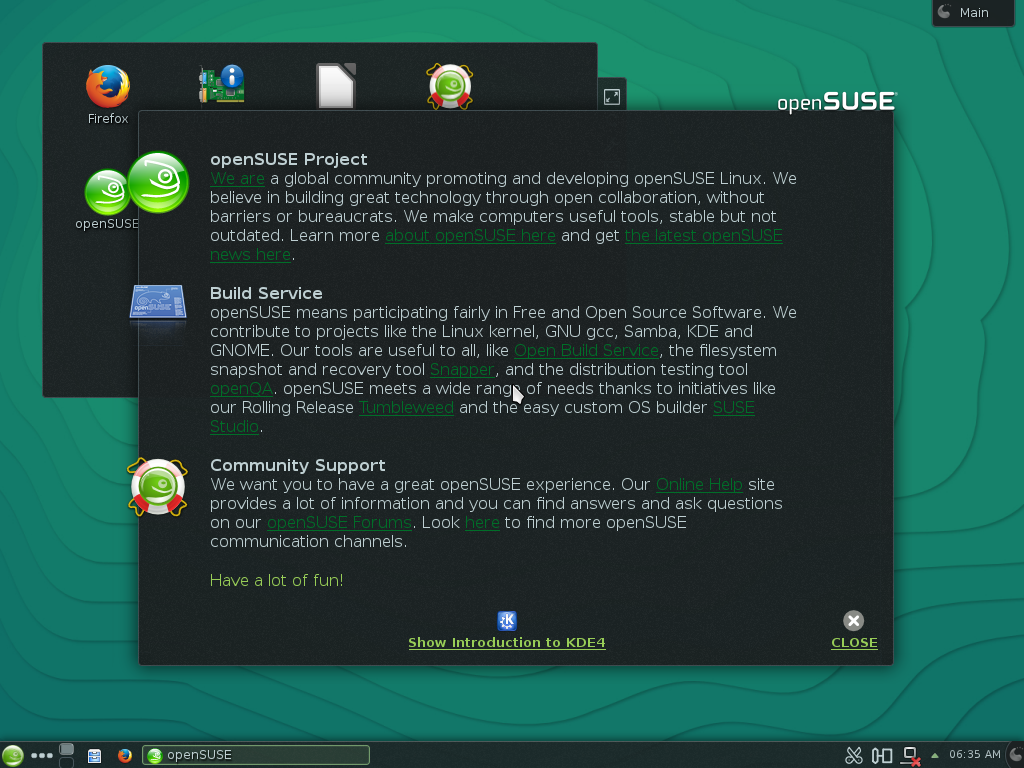 Main
Firefox
openSUSE
openSUSE
openSUSE Project
We are a global community promoting and developing openSUSE Linux. We
believe in building great technology through open collaboration, without
barriers or bureaucrats. We make computers useful tools, stable but not
outdated. Learn more about openSUSE here and get the latest openSUSE
news here.
Build Service
openSUSE means participating fairly in Free and Open Source Software. We
contribute to projects like the Linux kernel, GNU gcc, Samba, KDE and
GNOME. Our tools are useful to all, like Open Build Service, the filesystem
snapshot and recovery tool Snapper, and the distribution testing tool
openQA. openSUSE meets a wide range of needs thanks to initiatives like
our Rolling Release Tumbleweed and the easy custom OS builder SUSE
Studio.
Community Support
We want you to have a great openSUSE experience. Our Online Help site
provides a lot of information and you can find answers and ask questions
on our openSUSE Forums. Look here to find more openSUSE
communication channels.
Have a lot of fun!
Show Introduction to KDE4
CLOSE
openSUSE
06:35 AM